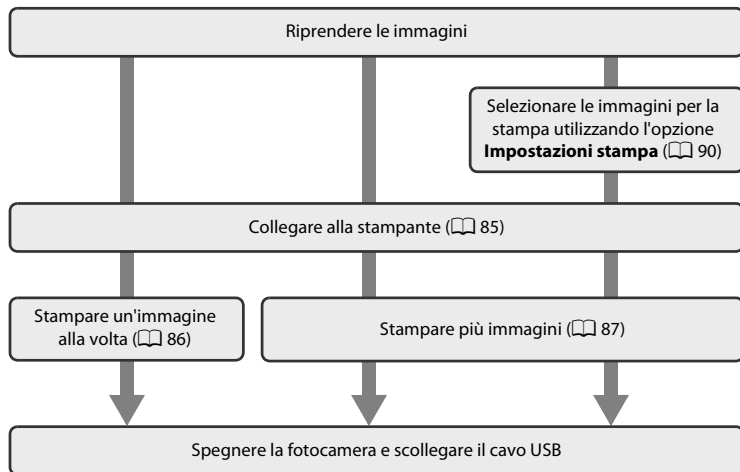 Riprendere le immagini
Selezionare le immagini per la
stampa utilizzando l'opzione
Impostazioni stampa (📖 90)
Collegare alla stampante (📖 85)
Stampare un'immagine
alla volta (📖 86)
Stampare più immagini (📖 87)
Spegnere la fotocamera e scollegare il cavo USB